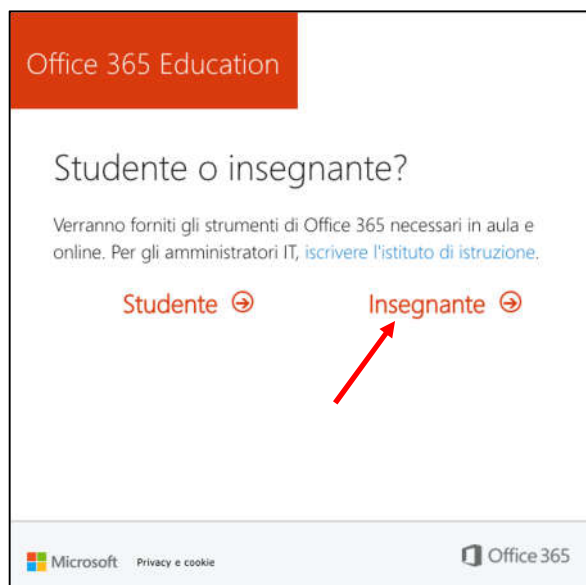 Office 365 Education
Studente o insegnante?
Verranno forniti gli strumenti di Office 365 necessari in aula e
online. Per gli amministratori IT, iscrivere l'istituto di istruzione.
Studente Insegnante
Microsoft Privacy e cookie Office 365